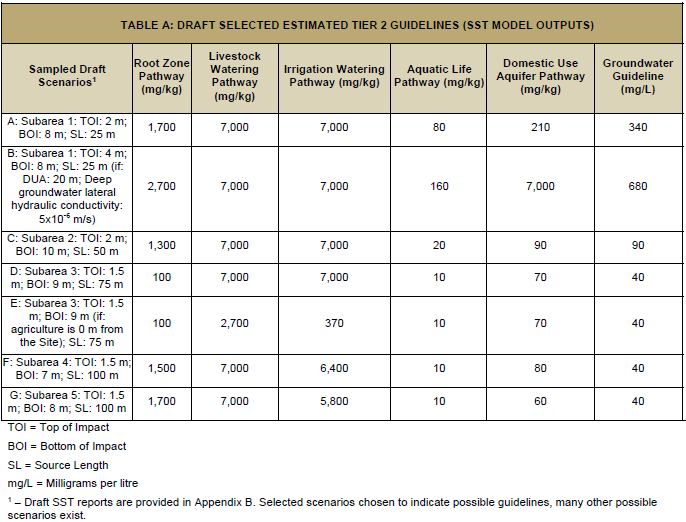 TABLE A: DRAFT SELECTED ESTIMATED TIER 2 GUIDELINES (SST MODEL OUTPUTS)
Sampled Draft Scenarios¹ | Root Zone Pathway (mg/kg) | Livestock Watering Pathway (mg/kg) | Irrigation Watering Pathway (mg/kg) | Aquatic Life Pathway (mg/kg) | Domestic Use Aquifer Pathway (mg/kg) | Groundwater Guideline (mg/L)
A: Subarea 1: TOI: 2 m; BOI: 8 m; SL: 25 m | 1,700 | 7,000 | 7,000 | 80 | 210 | 340
B: Subarea 1: TOI: 4 m; BOI: 8 m; SL: 25 m (if: DUA: 20 m; Deep groundwater lateral hydraulic conductivity: 5x10⁻⁶ m/s) | 2,700 | 7,000 | 7,000 | 160 | 7,000 | 680
C: Subarea 2: TOI: 2 m; BOI: 10 m; SL: 50 m | 1,300 | 7,000 | 7,000 | 20 | 90 | 90
D: Subarea 3: TOI: 1.5 m; BOI: 9 m; SL: 75 m | 100 | 7,000 | 7,000 | 10 | 70 | 40
E: Subarea 3: TOI: 1.5 m; BOI: 9 m (if: agriculture is 0 m from the Site); SL: 75 m | 100 | 2,700 | 370 | 10 | 70 | 40
F: Subarea 4: TOI: 1.5 m; BOI: 7 m; SL: 100 m | 1,500 | 7,000 | 6,400 | 10 | 80 | 40
G: Subarea 5: TOI: 1.5 m; BOI: 8 m; SL: 100 m | 1,700 | 7,000 | 5,800 | 10 | 60 | 40
TOI = Top of Impact
BOI = Bottom of Impact
SL = Source Length
mg/L = Milligrams per litre
¹ – Draft SST reports are provided in Appendix B. Selected scenarios chosen to indicate possible guidelines, many other possible
scenarios exist.